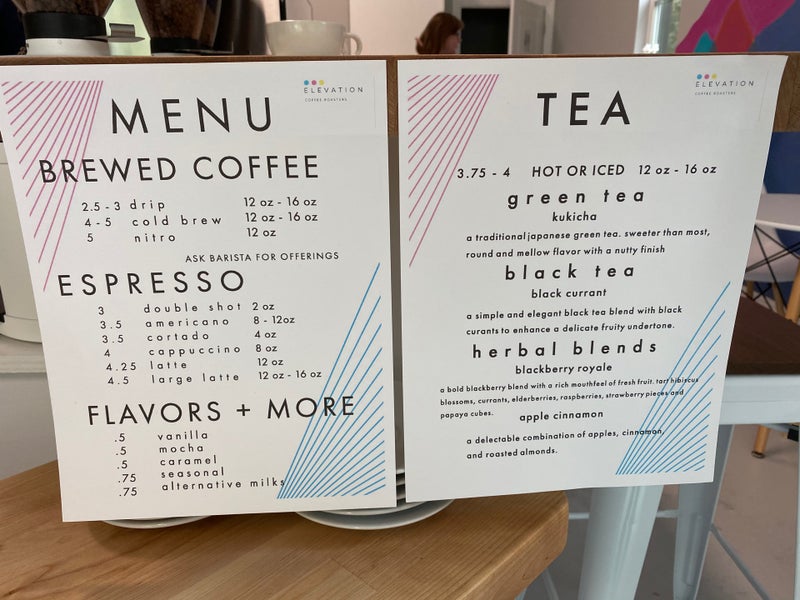 ELEVATION
COFFEE ROASTERS
MENU
BREWED COFFEE
2.5 - 3 drip 12 oz - 16 oz
4 - 5 cold brew 12 oz - 16 oz
5 nitro 12 oz
ASK BARISTA FOR OFFERINGS
ESPRESSO
3 double shot 2 oz
3.5 americano 8 - 12oz
3.5 cortado 4 oz
4 cappuccino 8 oz
4.25 latte 12 oz
4.5 large latte 12 oz - 16 oz
FLAVORS + MORE
.5 vanilla
.5 mocha
.5 caramel
.75 seasonal
.75 alternative milks
ELEVATION
COFFEE ROASTERS
TEA
3.75 - 4 HOT OR ICED 12 oz - 16 oz
green tea
kukicha
a traditional japanese green tea. sweeter than most,
round and mellow flavor with a nutty finish
black tea
black currant
a simple and elegant black tea blend with black
curants to enhance a delicate fruity undertone.
herbal blends
blackberry royale
a bold blackberry blend with a rich mouthfeel of fresh fruit. tart hibiscus
blossoms, currants, elderberries, raspberries, strawberry pieces and
papaya cubes.
apple cinnamon
a delectable combination of apples, cinnamon,
and roasted almonds.